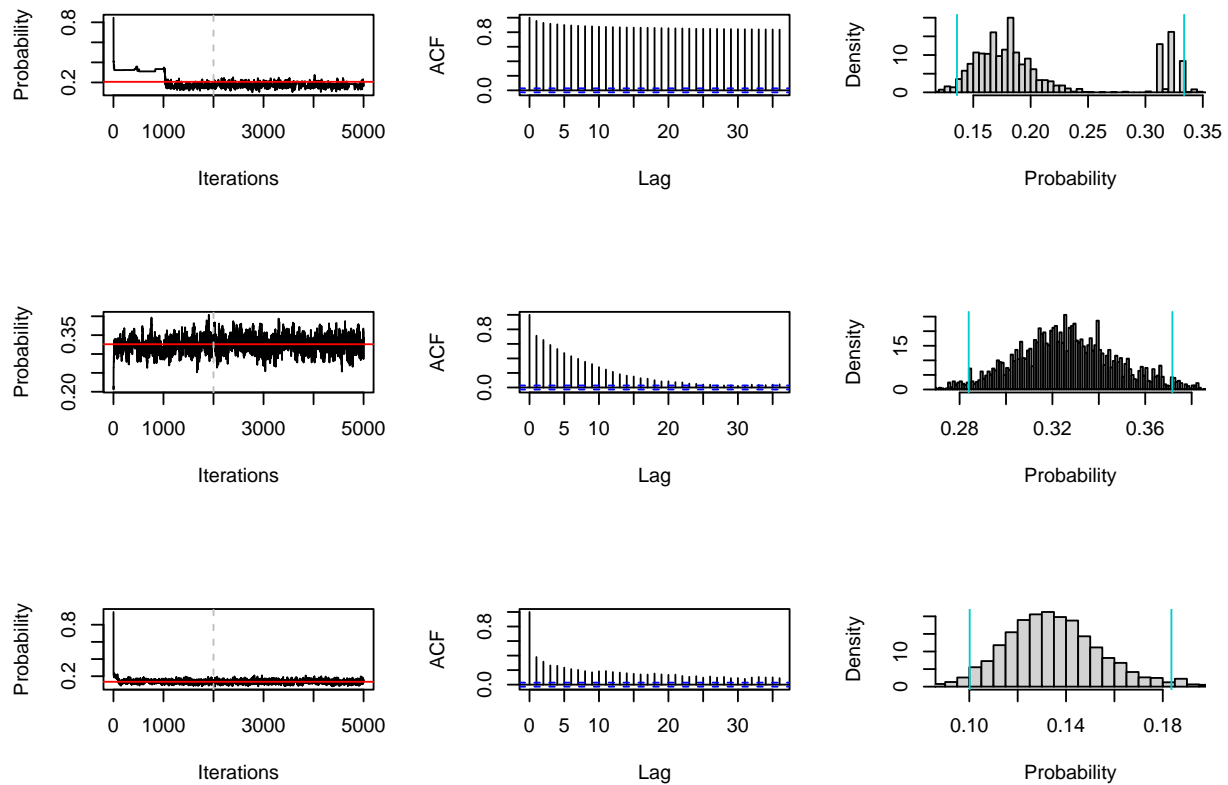 Probability
0.2 0.8
0 1000 3000 5000
Iterations
ACF
0.0 0.8
0 5 10 20 30
Lag
Density
0 10
0.15 0.20 0.25 0.30 0.35
Probability
Probability
0.20 0.35
0 1000 3000 5000
Iterations
ACF
0.0 0.8
0 5 10 20 30
Lag
Density
0 15
0.28 0.32 0.36
Probability
Probability
0.2 0.8
0 1000 3000 5000
Iterations
ACF
0.0 0.8
0 5 10 20 30
Lag
Density
0 10
0.10 0.14 0.18
Probability